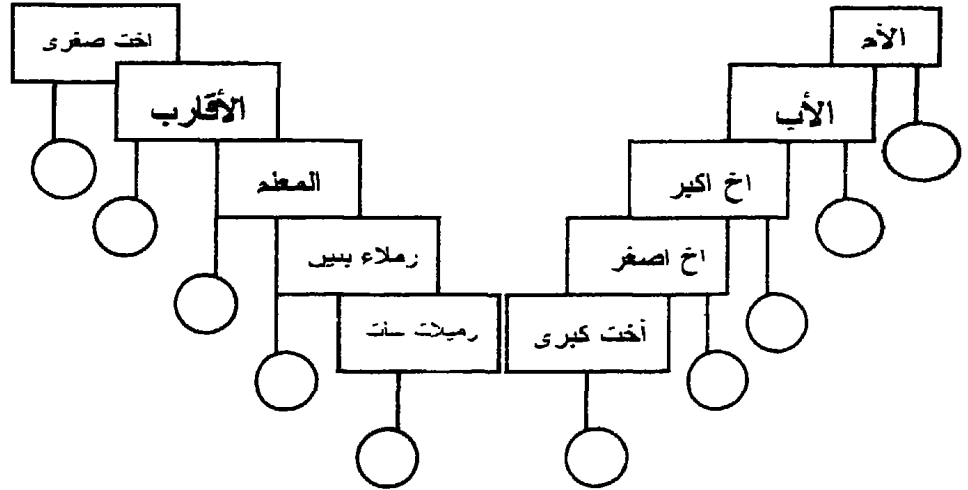 الأم
الأب
اخ اكبر
اخ اصغر
أخت كبرى
اخت صغرى
الأقارب
المعلم
زملاء بنين
زميلات بنات